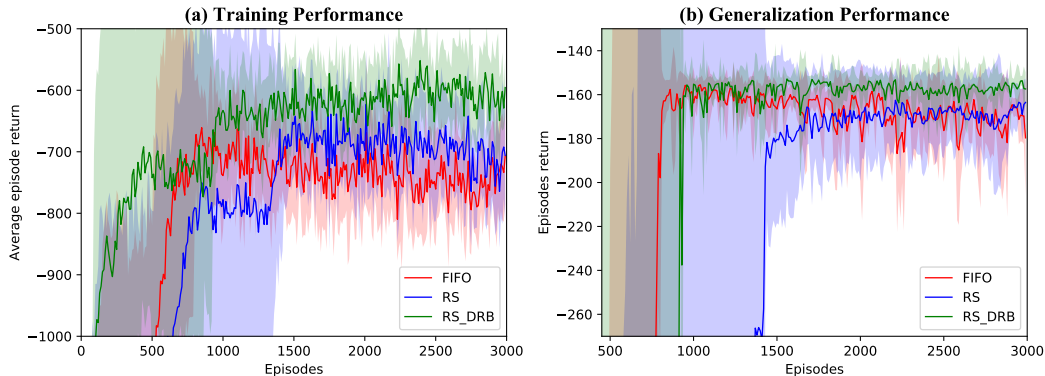 (a) Training Performance
−500
−600
−700
−800
−900
−1000
Average episode return
0 500 1000 1500 2000 2500 3000
Episodes
FIFO
RS
RS_DRB
(b) Generalization Performance
−140
−160
−180
−200
−220
−240
−260
Episodes return
500 1000 1500 2000 2500 3000
Episodes
FIFO
RS
RS_DRB